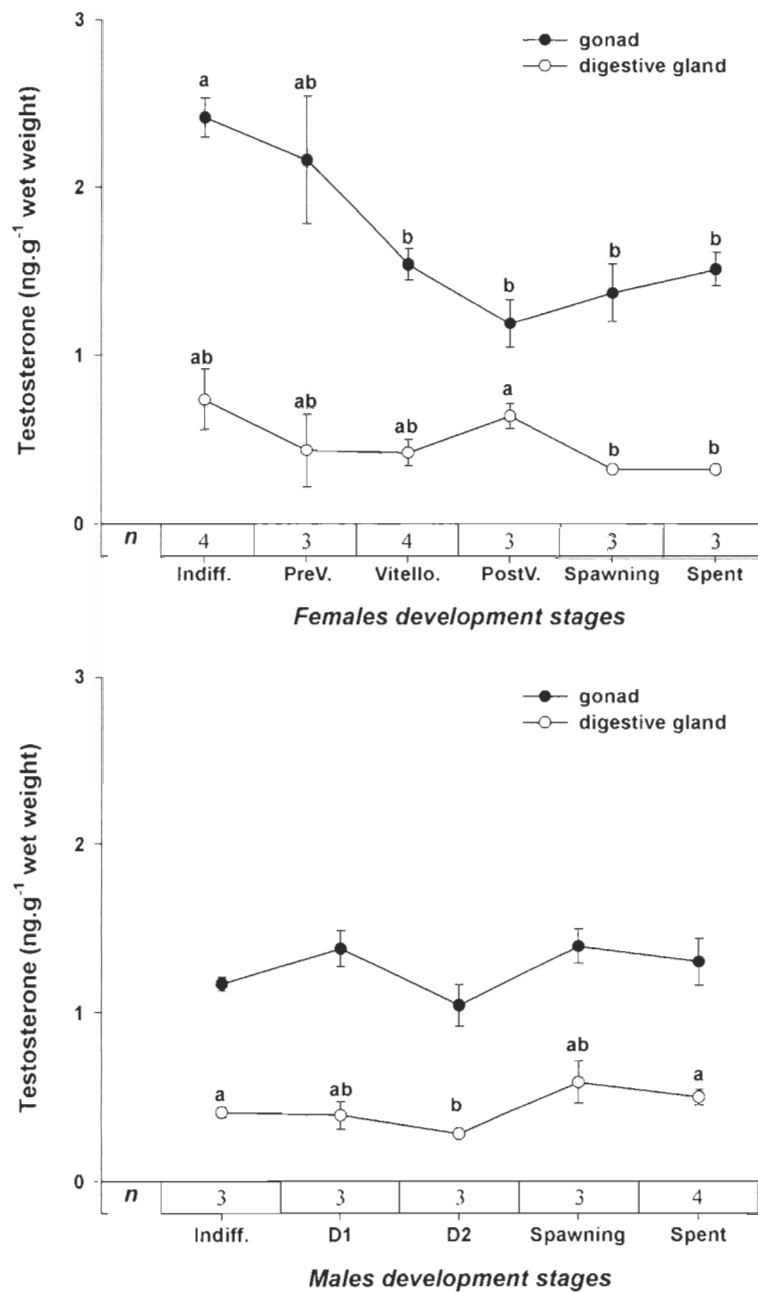 3
gonad
digestive gland
a
ab
2
b
b
b
b
1
ab
ab
ab
a
b
b
0
Testosterone (ng.g⁻¹ wet weight)
n 4 3 4 3 3 3
Indiff. PreV. Vitello. PostV. Spawning Spent
Females development stages
3
gonad
digestive gland
2
1
a
ab
b
ab
a
0
Testosterone (ng.g⁻¹ wet weight)
n 3 3 3 3 4
Indiff. D1 D2 Spawning Spent
Males development stages